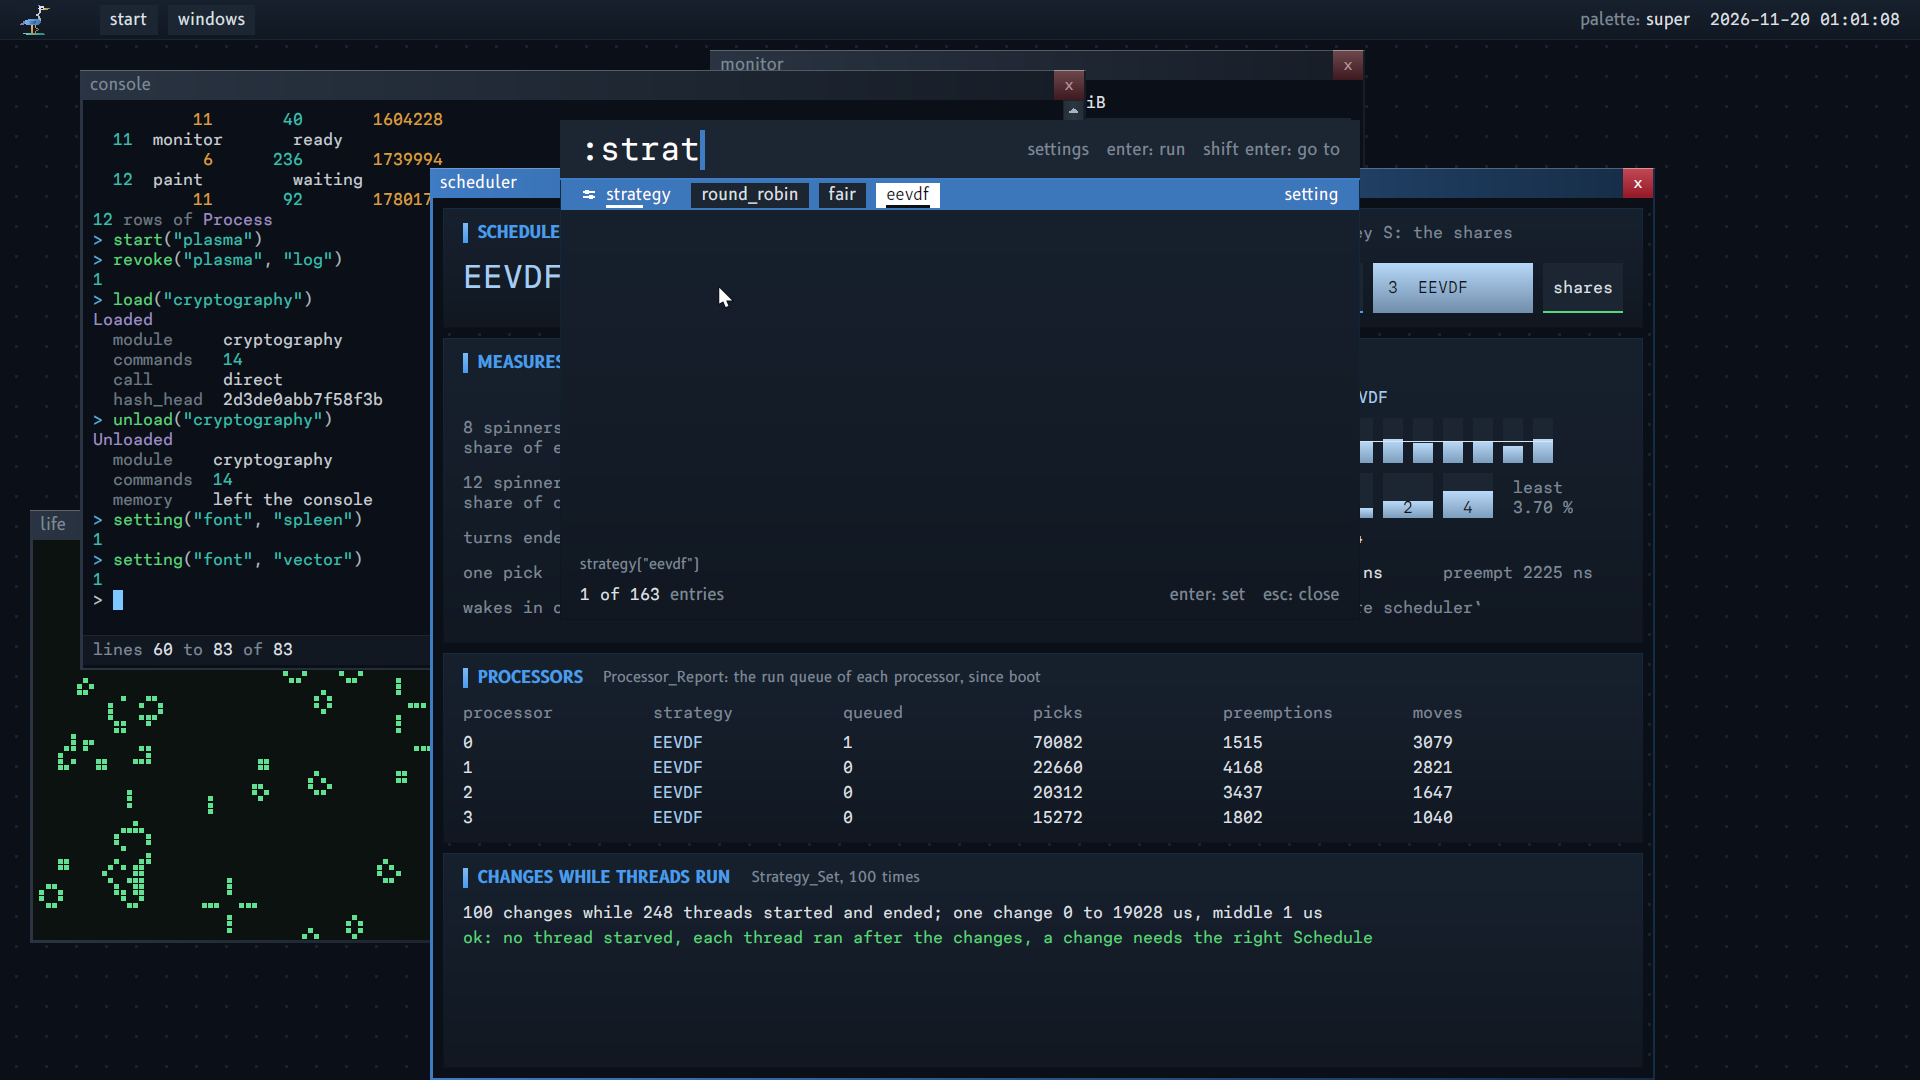 start windows palette: super 2026-11-20 01:01:08
monitor x
console x
iB
11 40 1604228
11 monitor ready
6 236 1739994
12 paint waiting
11 92 178017
12 rows of Process
> start("plasma")
> revoke("plasma", "log")
1
> load("cryptography")
Loaded
module cryptography
commands 14
call direct
hash_head 2d3de0abb7f58f3b
> unload("cryptography")
Unloaded
module cryptography
commands 14
memory left the console
> setting("font", "spleen")
1
> setting("font", "vector")
1
>
lines 60 to 83 of 83
life
:strat settings enter: run shift enter: go to
strategy round_robin fair eevdf setting
strategy["eevdf"]
1 of 163 entries enter: set esc: close
scheduler x
SCHEDULE
ey S: the shares
EEVDF
3 EEVDF shares
MEASURES
VDF
8 spinners
share of e
12 spinner
share of c
2 4 least
3.70 %
turns ende
one pick
ns preempt 2225 ns
wakes in c
re scheduler`
PROCESSORS Processor_Report: the run queue of each processor, since boot
processor strategy queued picks preemptions moves
0 EEVDF 1 70082 1515 3079
1 EEVDF 0 22660 4168 2821
2 EEVDF 0 20312 3437 1647
3 EEVDF 0 15272 1802 1040
CHANGES WHILE THREADS RUN Strategy_Set, 100 times
100 changes while 248 threads started and ended; one change 0 to 19028 us, middle 1 us
ok: no thread starved, each thread ran after the changes, a change needs the right Schedule